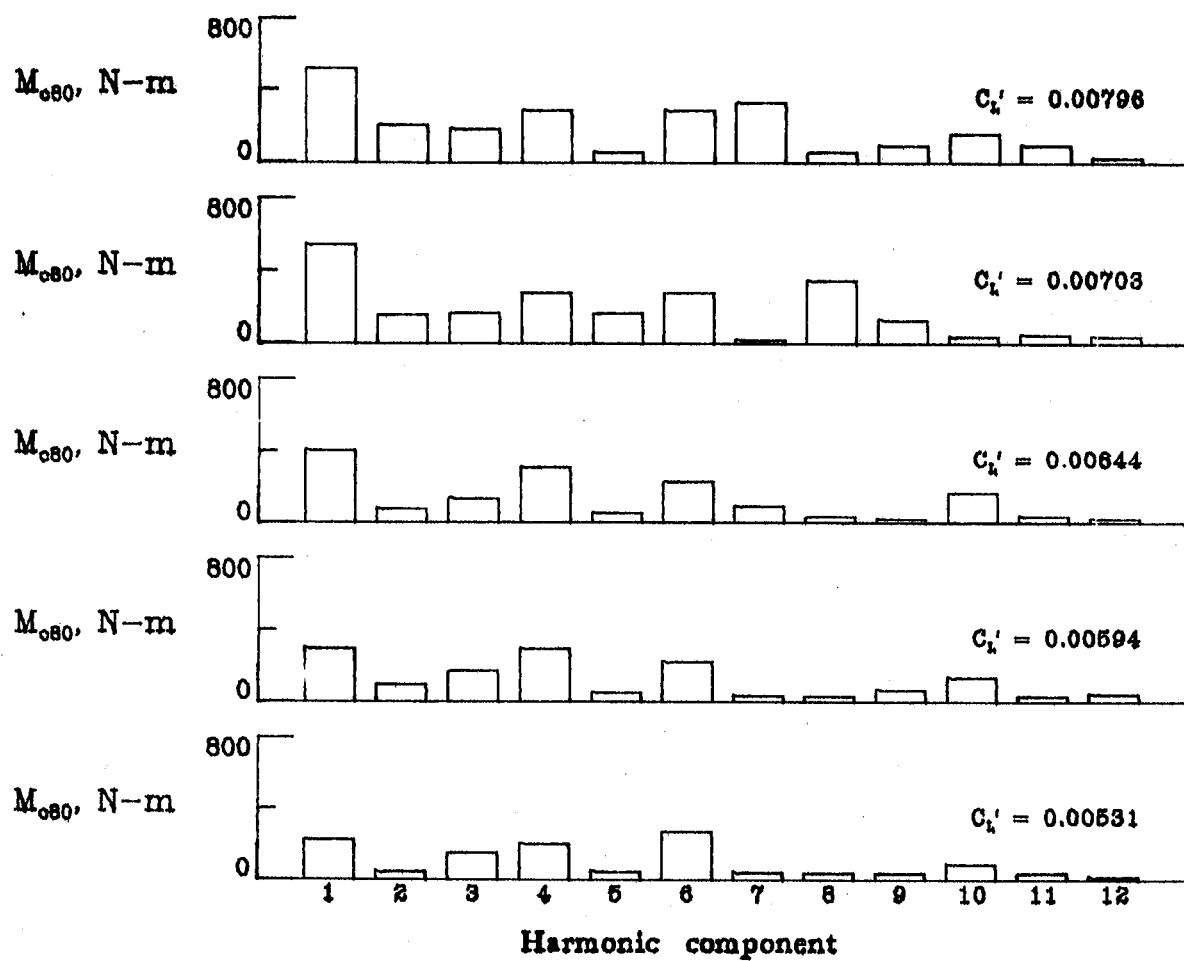 800
M_c80, N-m
C_L' = 0.00796
0
800
M_c80, N-m
C_L' = 0.00703
0
800
M_c80, N-m
C_L' = 0.00644
0
800
M_c80, N-m
C_L' = 0.00594
0
800
M_c80, N-m
C_L' = 0.00531
0
1 2 3 4 5 6 7 8 9 10 11 12
Harmonic component